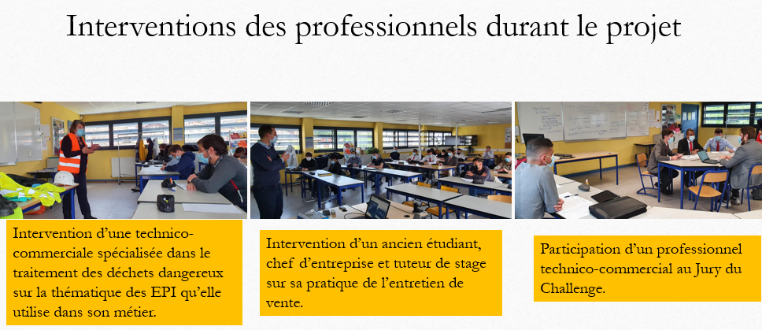 Interventions des professionnels durant le projet
Intervention d'une technico-
commerciale spécialisée dans le
traitement des déchets dangereux
sur la thématique des EPI qu'elle
utilise dans son métier.
Intervention d'un ancien étudiant,
chef d'entreprise et tuteur de stage
sur sa pratique de l'entretien de
vente.
Participation d'un professionnel
technico-commercial au Jury du
Challenge.